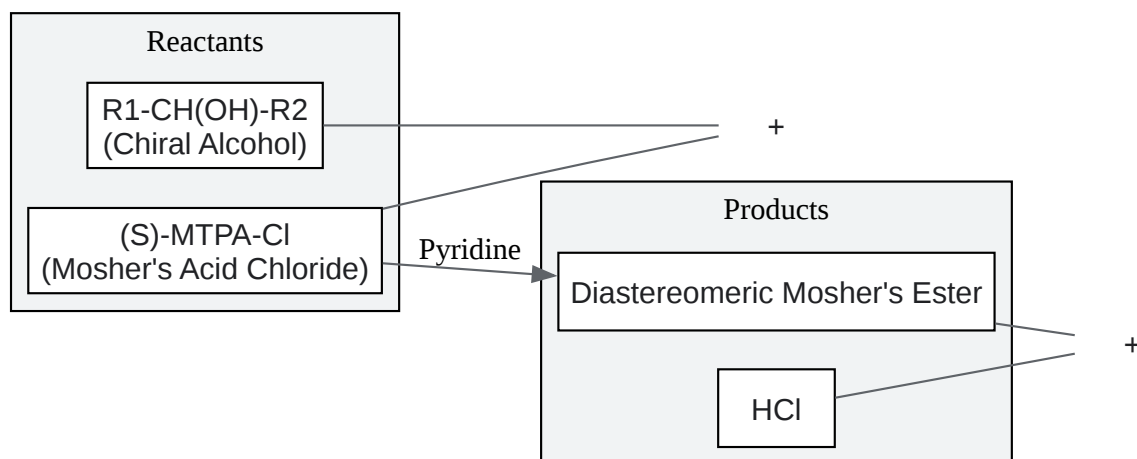 Reactants
R1-CH(OH)-R2
(Chiral Alcohol)
+
(S)-MTPA-Cl
(Mosher's Acid Chloride)
Pyridine
Products
Diastereomeric Mosher's Ester
+
HCl